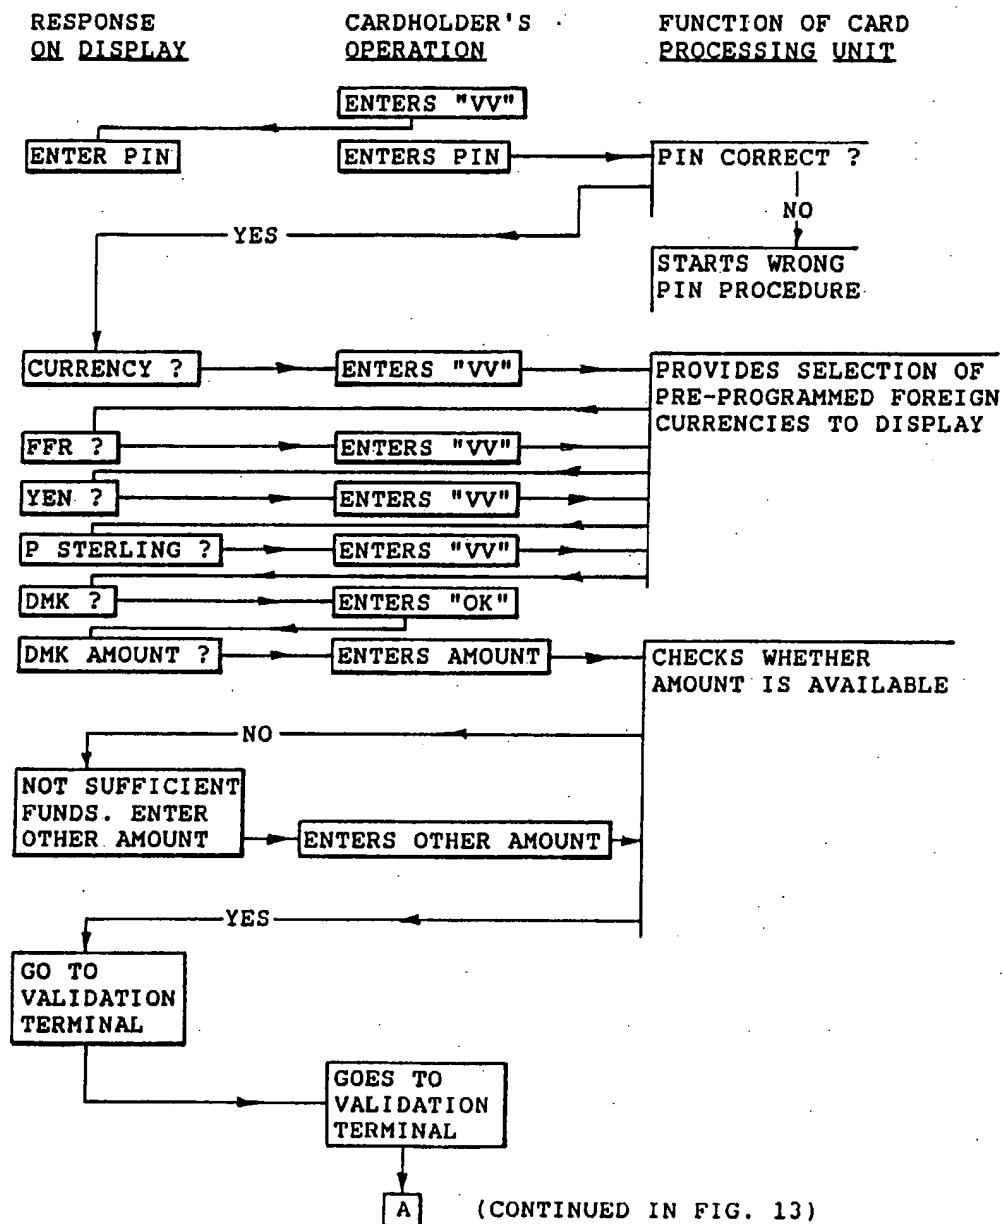 RESPONSE CARDHOLDER'S FUNCTION OF CARD
ON DISPLAY OPERATION PROCESSING UNIT
ENTERS "VV"
ENTER PIN ENTERS PIN PIN CORRECT ?
NO
YES
STARTS WRONG
PIN PROCEDURE
CURRENCY ? ENTERS "VV" PROVIDES SELECTION OF
PRE-PROGRAMMED FOREIGN
CURRENCIES TO DISPLAY
FFR ? ENTERS "VV"
YEN ? ENTERS "VV"
P STERLING ? ENTERS "VV"
DMK ? ENTERS "OK"
DMK AMOUNT ? ENTERS AMOUNT CHECKS WHETHER
AMOUNT IS AVAILABLE
NO
NOT SUFFICIENT
FUNDS. ENTER
OTHER AMOUNT ENTERS OTHER AMOUNT
YES
GO TO
VALIDATION
TERMINAL
GOES TO
VALIDATION
TERMINAL
A (CONTINUED IN FIG. 13)